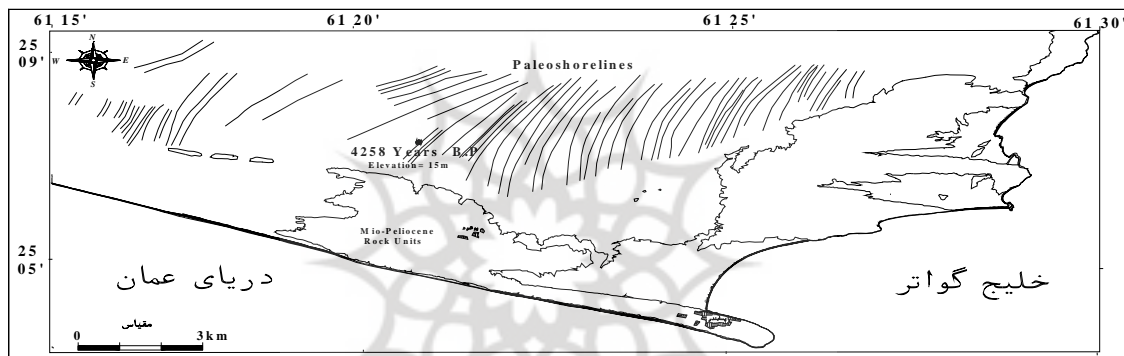 61 15' 61 20' 61 25' 61 30'
25
09'
N
W E
S
Paleoshorelines
4258 Years B.P
Elevation= 15m
Mio-Peliocene
Rock Units
25
05'
دریای عمان
خلیج گواتر
مقیاس
0 3km